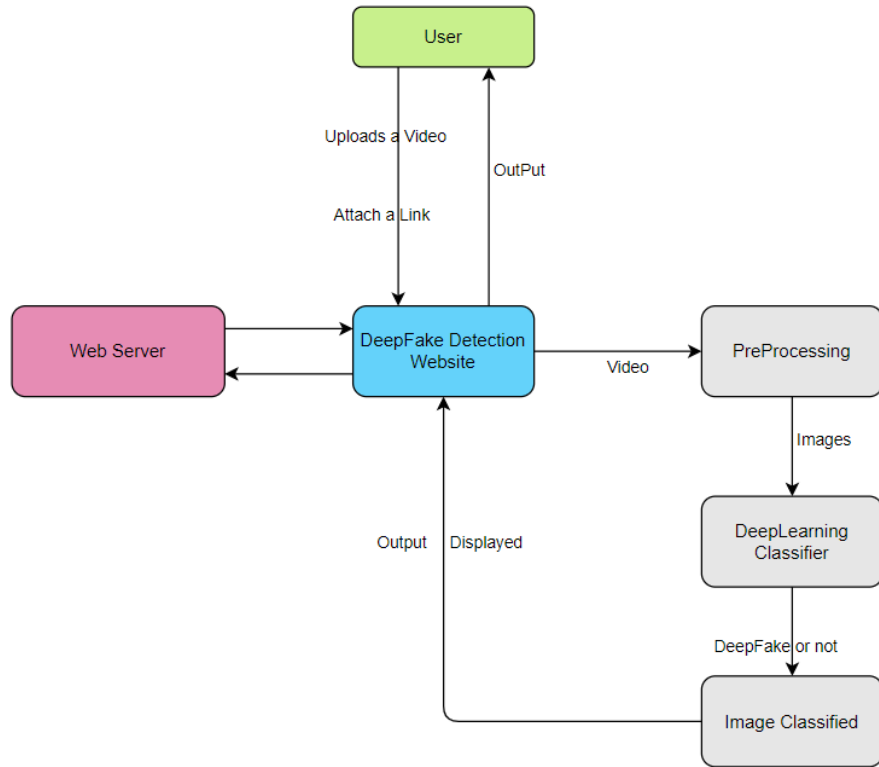 User
Uploads a Video
OutPut
Attach a Link
Web Server
DeepFake Detection
Website
Video
PreProcessing
Images
DeepLearning
Classifier
Output
Displayed
DeepFake or not
Image Classified